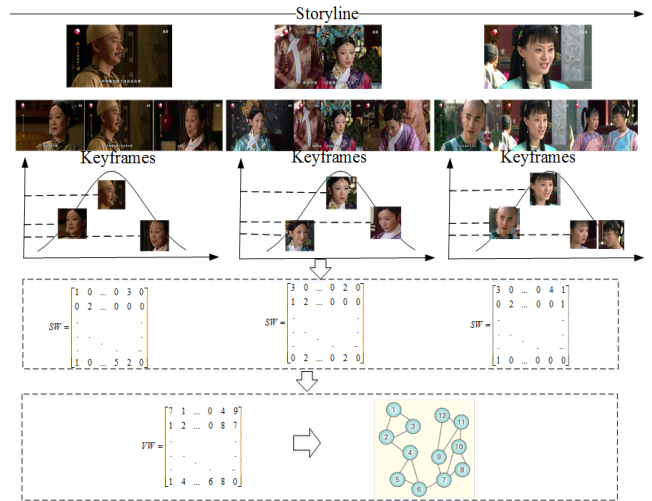 Storyline
Keyframes Keyframes Keyframes
SW = [1 0 ... 0 3 0
0 2 ... 0 0 0
. .
. . .
. . ..
1 0 ... 5 2 0]
SW = [3 0 ... 0 2 0
1 2 ... 0 0 0
. .
. . .
. . ..
0 2 ... 0 2 0]
SW = [3 0 ... 0 4 1
0 2 ... 0 0 1
. .
. . .
. . ..
1 0 ... 0 0 0]
VW = [7 1 ... 0 4 9
1 2 ... 0 8 7
. .
. . .
. . ..
1 4 ... 6 8 0]
1
12
11
3
2
10
4
9
8
5
7
6